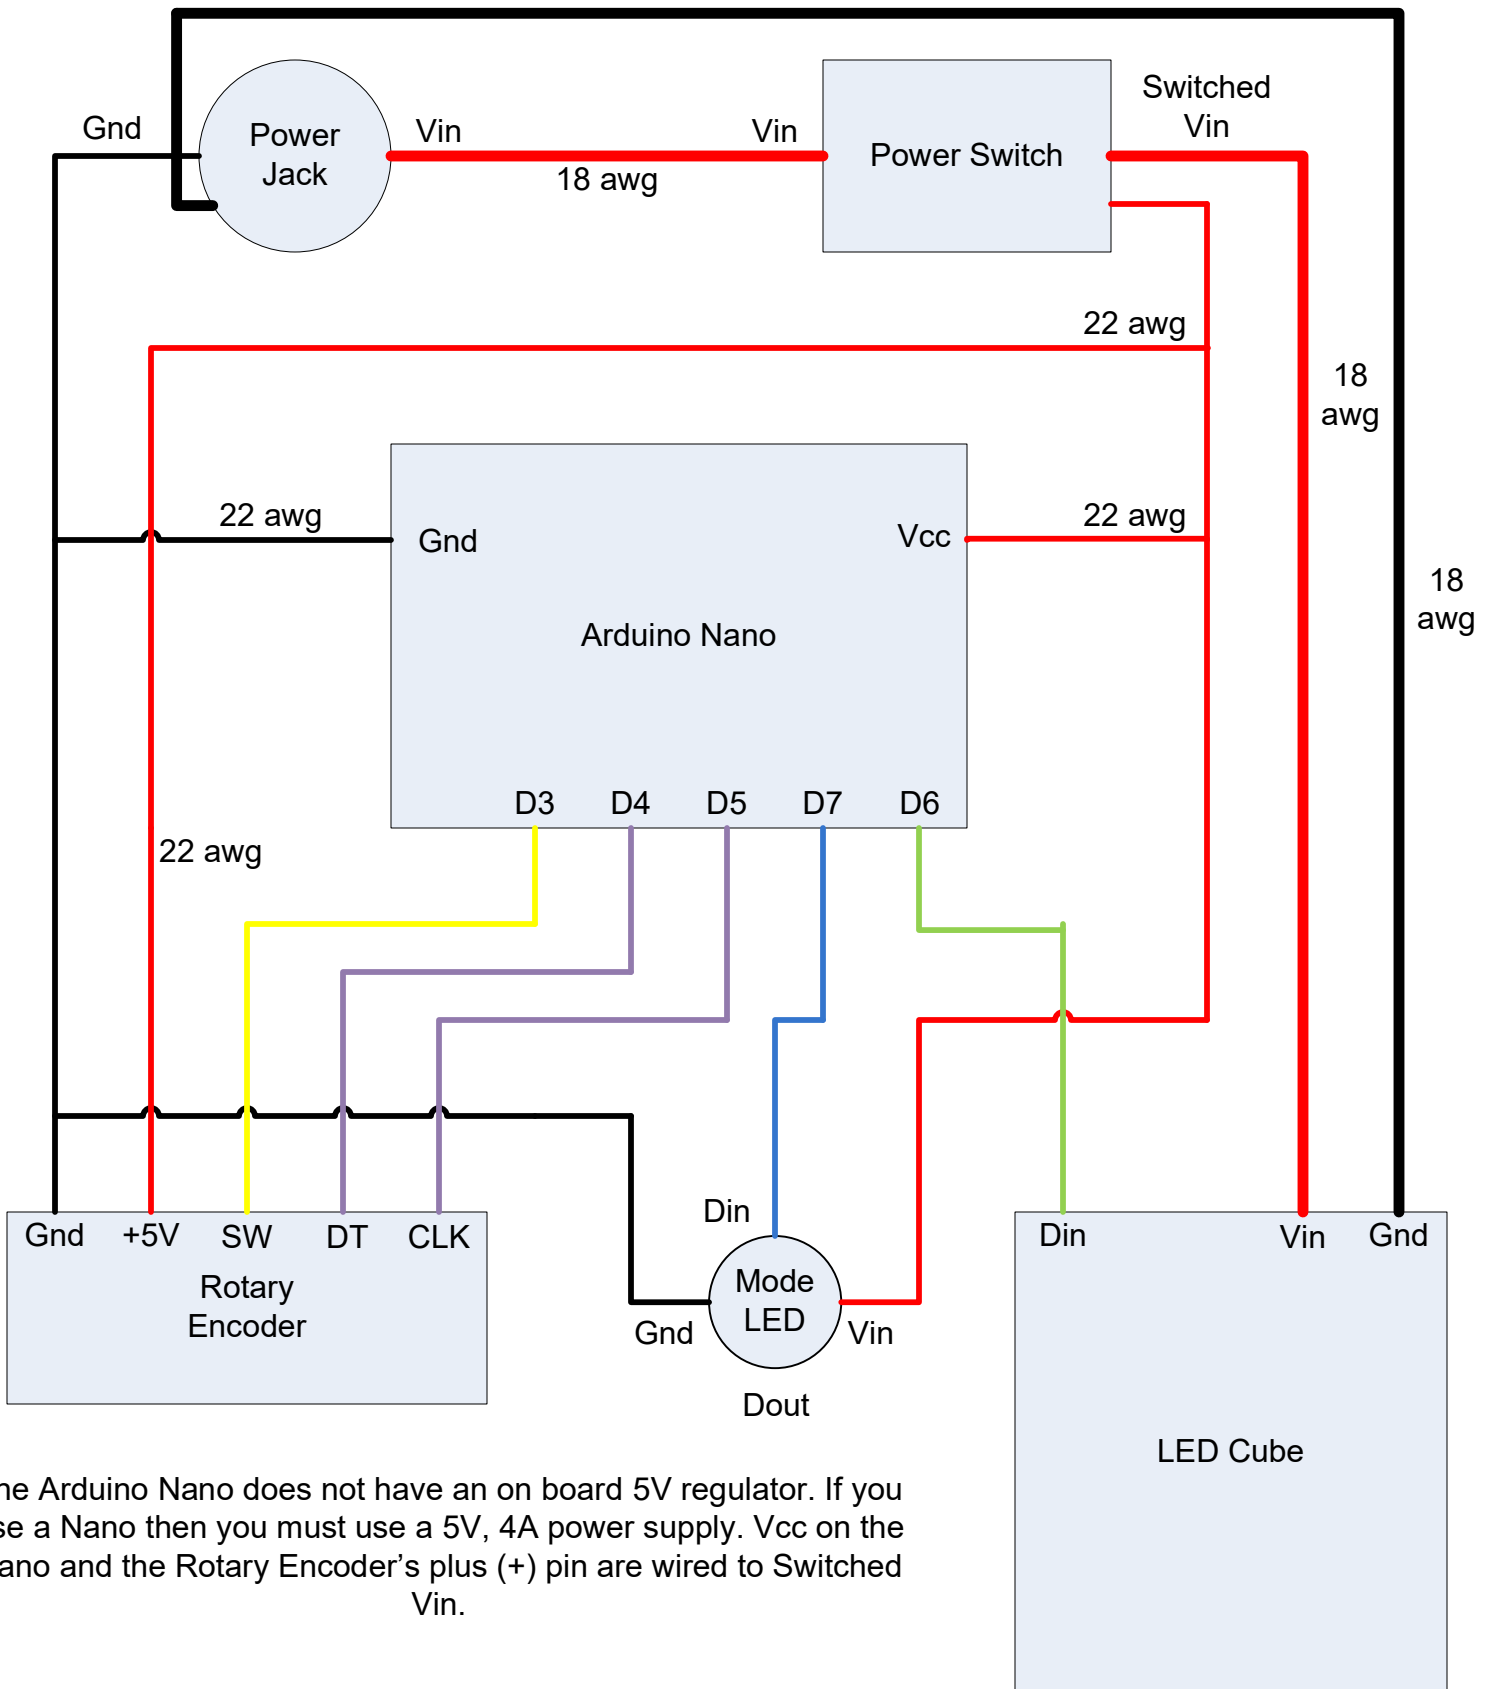 Gnd
Power
Jack
Vin
18 awg
Vin
Power Switch
Switched
Vin
22 awg
18
awg
22 awg
Gnd
Vcc
22 awg
18
awg
Arduino Nano
D3 D4 D5 D7 D6
22 awg
Gnd +5V SW DT CLK
Rotary
Encoder
Din
Mode
LED
Gnd
Vin
Dout
Din
Vin
Gnd
LED Cube
Arduino Nano does not have an on board 5V regulator. If you
a Nano then you must use a 5V, 4A power supply. Vcc on the
and the Rotary Encoder’s plus (+) pin are wired to Switched
Vin.